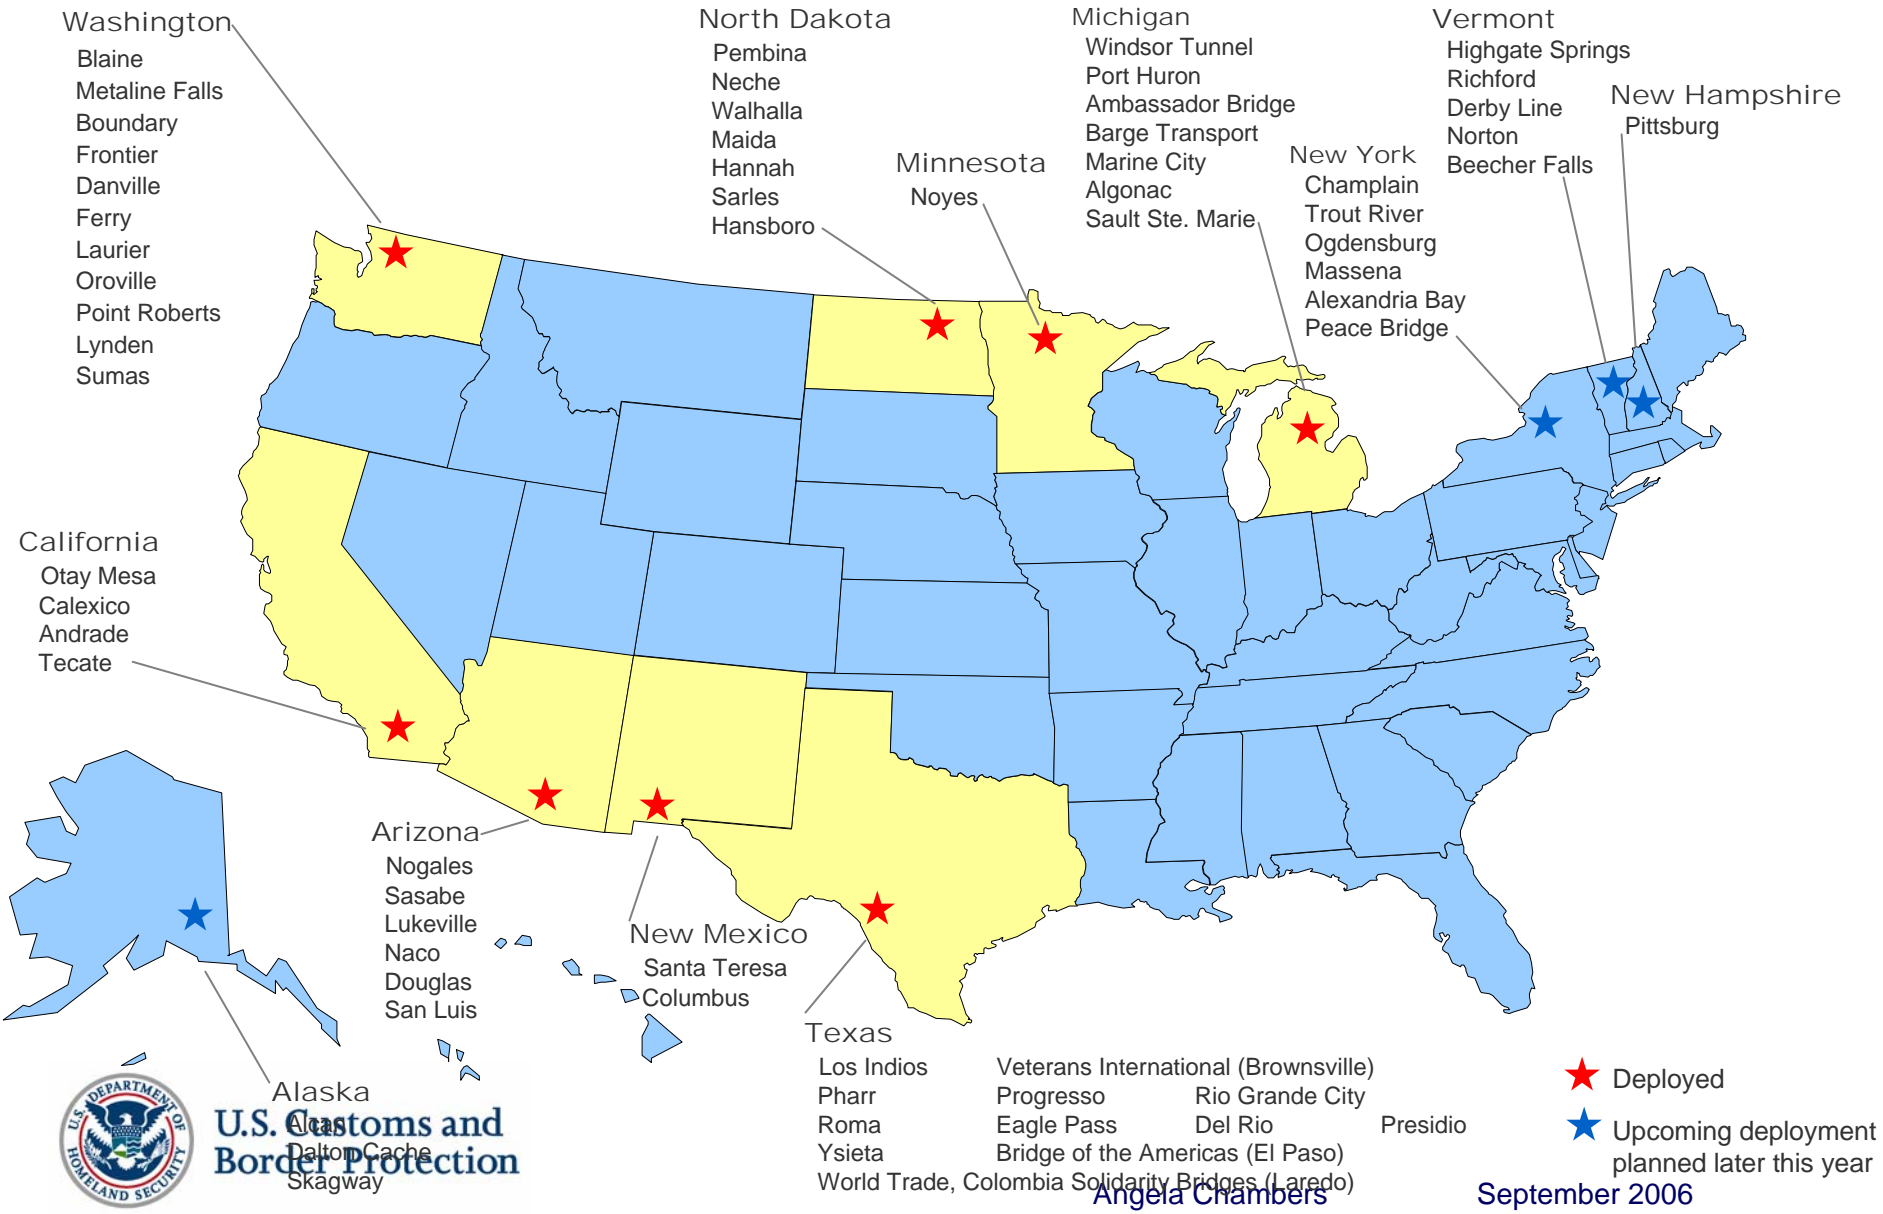 Washington
Blaine
Metaline Falls
Boundary
Frontier
Danville
Ferry
Laurier
Oroville
Point Roberts
Lynden
Sumas
North Dakota
Pembina
Neche
Walhalla
Maida
Hannah
Sarles
Hansboro
Minnesota
Noyes
Michigan
Windsor Tunnel
Port Huron
Ambassador Bridge
Barge Transport
Marine City
Algonac
Sault Ste. Marie
New York
Champlain
Trout River
Ogdensburg
Massena
Alexandria Bay
Peace Bridge
Vermont
Highgate Springs
Richford
Derby Line
Norton
Beecher Falls
New Hampshire
Pittsburg
California
Otay Mesa
Calexico
Andrade
Tecate
Arizona
Nogales
Sasabe
Lukeville
Naco
Douglas
San Luis
New Mexico
Santa Teresa
Columbus
Texas
Los Indios Veterans International (Brownsville)
Pharr Progresso Rio Grande City
Roma Eagle Pass Del Rio Presidio
Ysieta Bridge of the Americas (El Paso)
World Trade, Colombia Solidarity Bridges (Laredo)
Alaska
Alcan
Dalton Cache
Skagway
U.S. DEPARTMENT OF
HOMELAND SECURITY
U.S. Customs and
Border Protection
Deployed
Upcoming deployment
planned later this year
Angela Chambers
September 2006